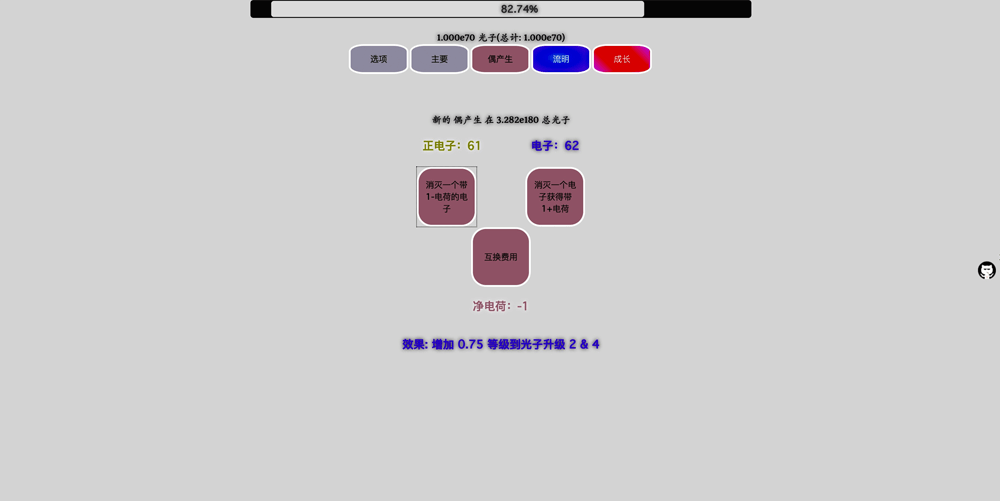 82.74%
1.000e70 光子(总计: 1.000e70)
选项 主要 偶产生 流明 成长
新的 偶产生 在 3.282e180 总光子
正电子：61 电子：62
消灭一个带
1-电荷的电
子
消灭一个电
子获得带
1+电荷
互换费用
净电荷：-1
效果: 增加 0.75 等级到光子升级 2 & 4